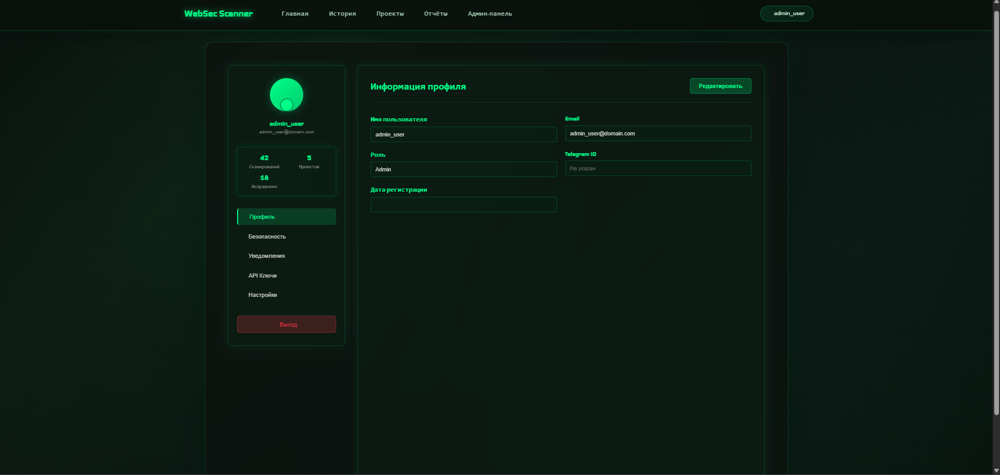 WebSec Scanner
Главная
История
Проекты
Отчёты
Админ-панель
admin_user
admin_user
admin_user@domain.com
42
5
Сканирований
Проектов
18
Исправлено
Профиль
Безопасность
Уведомления
API Ключи
Настройки
Выход
Информация профиля
Редактировать
Имя пользователя
Email
admin_user
admin_user@domain.com
Роль
Telegram ID
Admin
Не указан
Дата регистрации